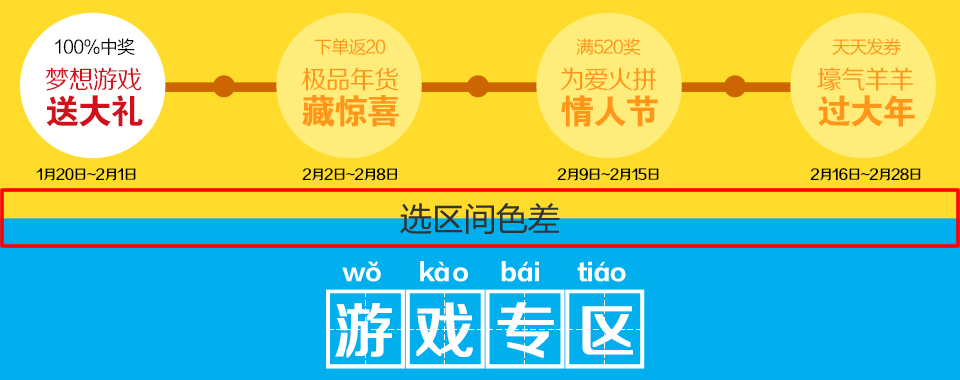 100%中奖
梦想游戏
送大礼
1月20日~2月1日
下单返20
极品年货
藏惊喜
2月2日~2月8日
满520奖
为爱火拼
情人节
2月9日~2月15日
天天发券
壕气羊羊
过大年
2月16日~2月28日
选区间色差
wǒ kào bái tiáo
游戏专区